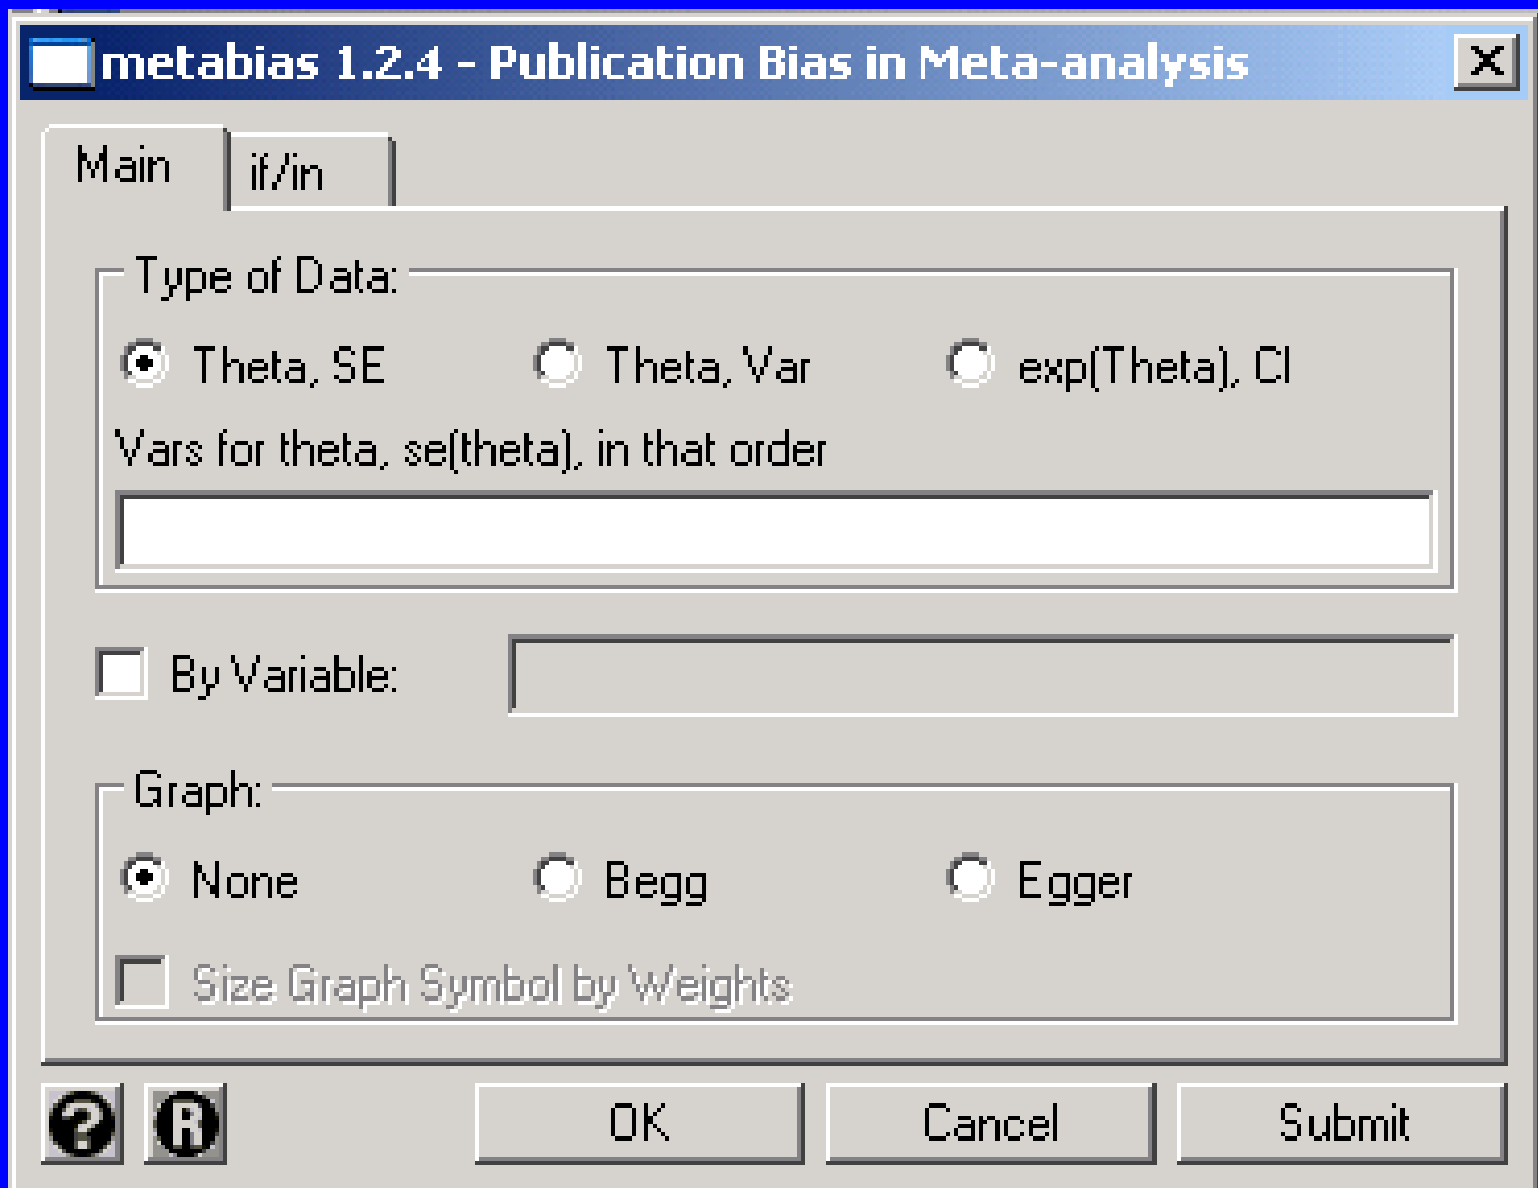 metabias 1.2.4 - Publication Bias in Meta-analysis
Main if/in
Type of Data:
Theta, SE Theta, Var exp(Theta), CI
Vars for theta, se(theta), in that order
By Variable:
Graph:
None Begg Egger
Size Graph Symbol by Weights
? R OK Cancel Submit